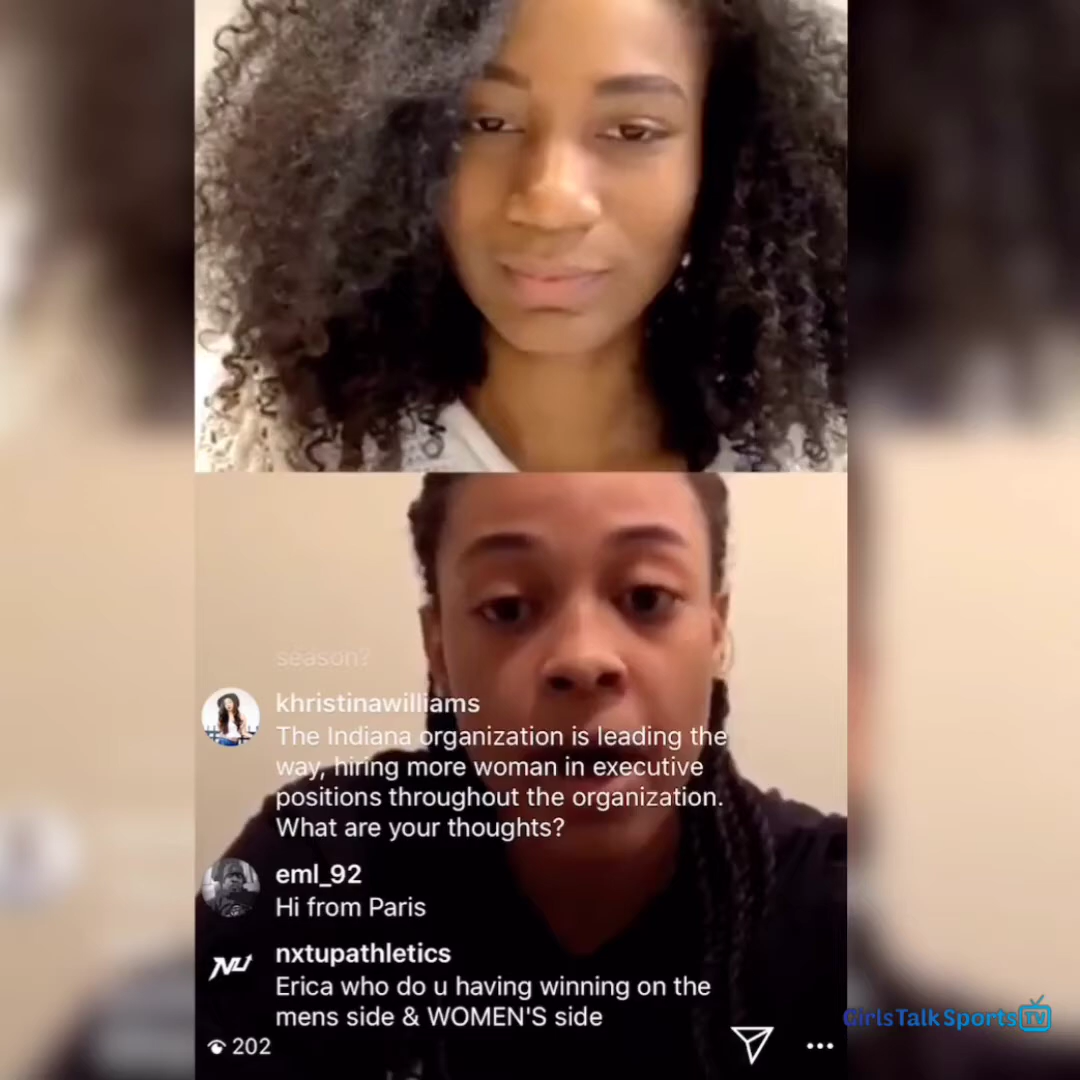 season?
khristinawilliams
The Indiana organization is leading the
way, hiring more woman in executive
positions throughout the organization.
What are your thoughts?
eml_92
Hi from Paris
NU
nxtupathletics
Erica who do u having winning on the
mens side & WOMEN'S side
202
GirlsTalkSportsTV